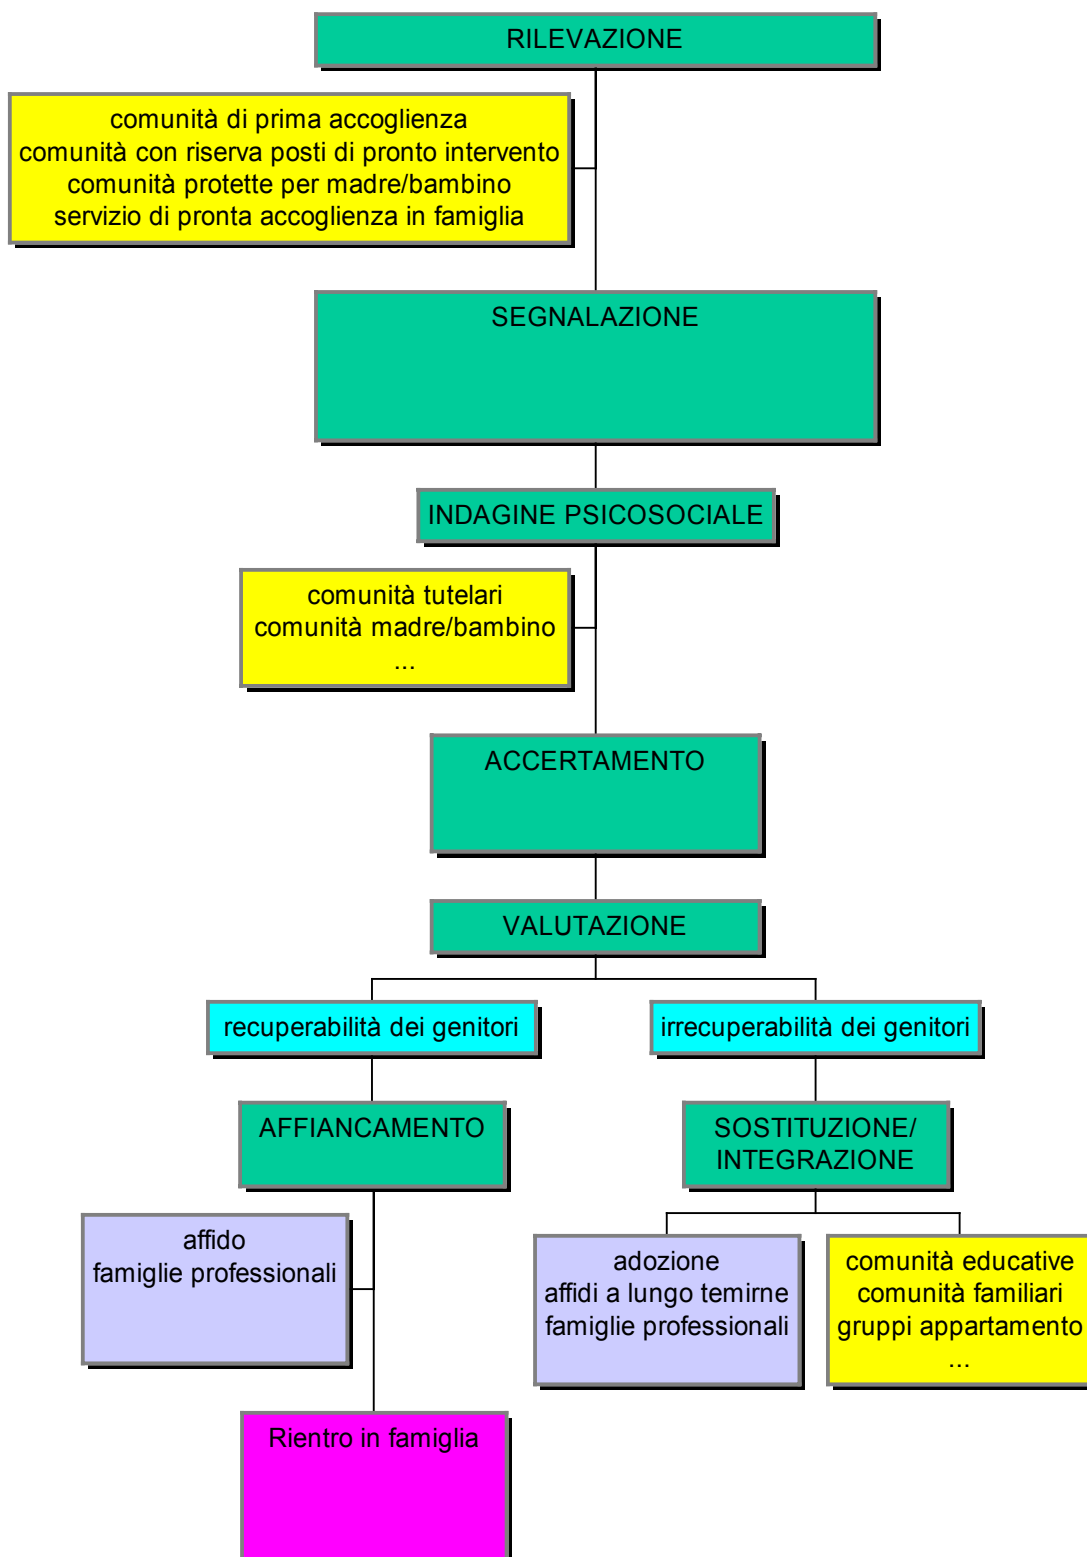 RILEVAZIONE
comunità di prima accoglienza
comunità con riserva posti di pronto intervento
comunità protette per madre/bambino
servizio di pronta accoglienza in famiglia
SEGNALAZIONE
INDAGINE PSICOSOCIALE
comunità tutelari
comunità madre/bambino
...
ACCERTAMENTO
VALUTAZIONE
recuperabilità dei genitori
irrecuperabilità dei genitori
AFFIANCAMENTO
SOSTITUZIONE/
INTEGRAZIONE
affido
famiglie professionali
adozione
affidi a lungo temirne
famiglie professionali
comunità educative
comunità familiari
gruppi appartamento
...
Rientro in famiglia